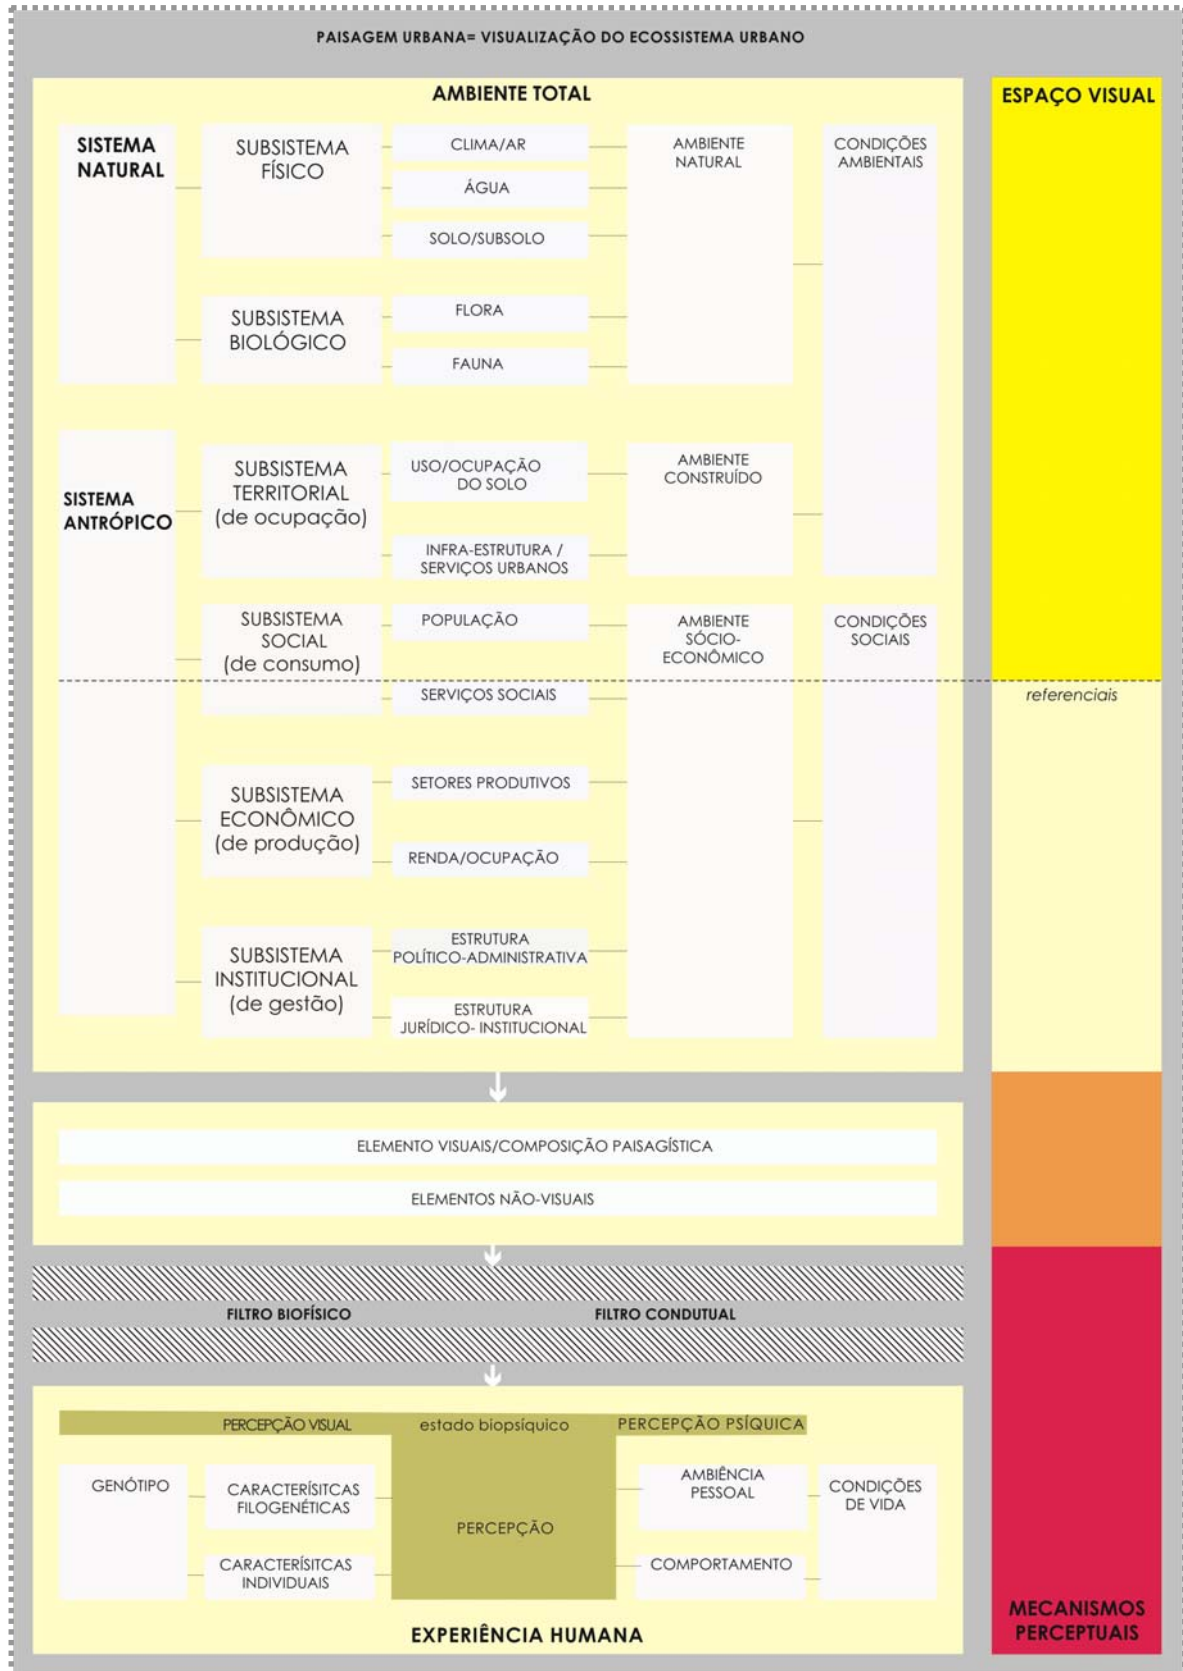 PAISAGEM URBANA= VISUALIZAÇÃO DO ECOSSISTEMA URBANO
AMBIENTE TOTAL
ESPAÇO VISUAL
SISTEMA
NATURAL
SUBSISTEMA
FÍSICO
CLIMA/AR
ÁGUA
SOLO/SUBSOLO
AMBIENTE
NATURAL
CONDIÇÕES
AMBIENTAIS
SUBSISTEMA
BIOLÓGICO
FLORA
FAUNA
SISTEMA
ANTRÓPICO
SUBSISTEMA
TERRITORIAL
(de ocupação)
USO/OCUPAÇÃO
DO SOLO
INFRA-ESTRUTURA /
SERVIÇOS URBANOS
AMBIENTE
CONSTRUÍDO
SUBSISTEMA
SOCIAL
(de consumo)
POPULAÇÃO
SERVIÇOS SOCIAIS
AMBIENTE
SÓCIO-
ECONÔMICO
CONDIÇÕES
SOCIAIS
referenciais
SUBSISTEMA
ECONÔMICO
(de produção)
SETORES PRODUTIVOS
RENDA/OCUPAÇÃO
SUBSISTEMA
INSTITUCIONAL
(de gestão)
ESTRUTURA
POLÍTICO-ADMINISTRATIVA
ESTRUTURA
JURÍDICO- INSTITUCIONAL
ELEMENTO VISUAIS/COMPOSIÇÃO PAISAGÍSTICA
ELEMENTOS NÃO-VISUAIS
FILTRO BIOFÍSICO
FILTRO CONDUTUAL
PERCEPÇÃO VISUAL
estado biopsíquico
PERCEPÇÃO PSÍQUICA
GENÓTIPO
CARACTERÍSITCAS
FILOGENÉTICAS
CARACTERÍSITCAS
INDIVIDUAIS
PERCEPÇÃO
AMBIÊNCIA
PESSOAL
COMPORTAMENTO
CONDIÇÕES
DE VIDA
EXPERIÊNCIA HUMANA
MECANISMOS
PERCEPTUAIS